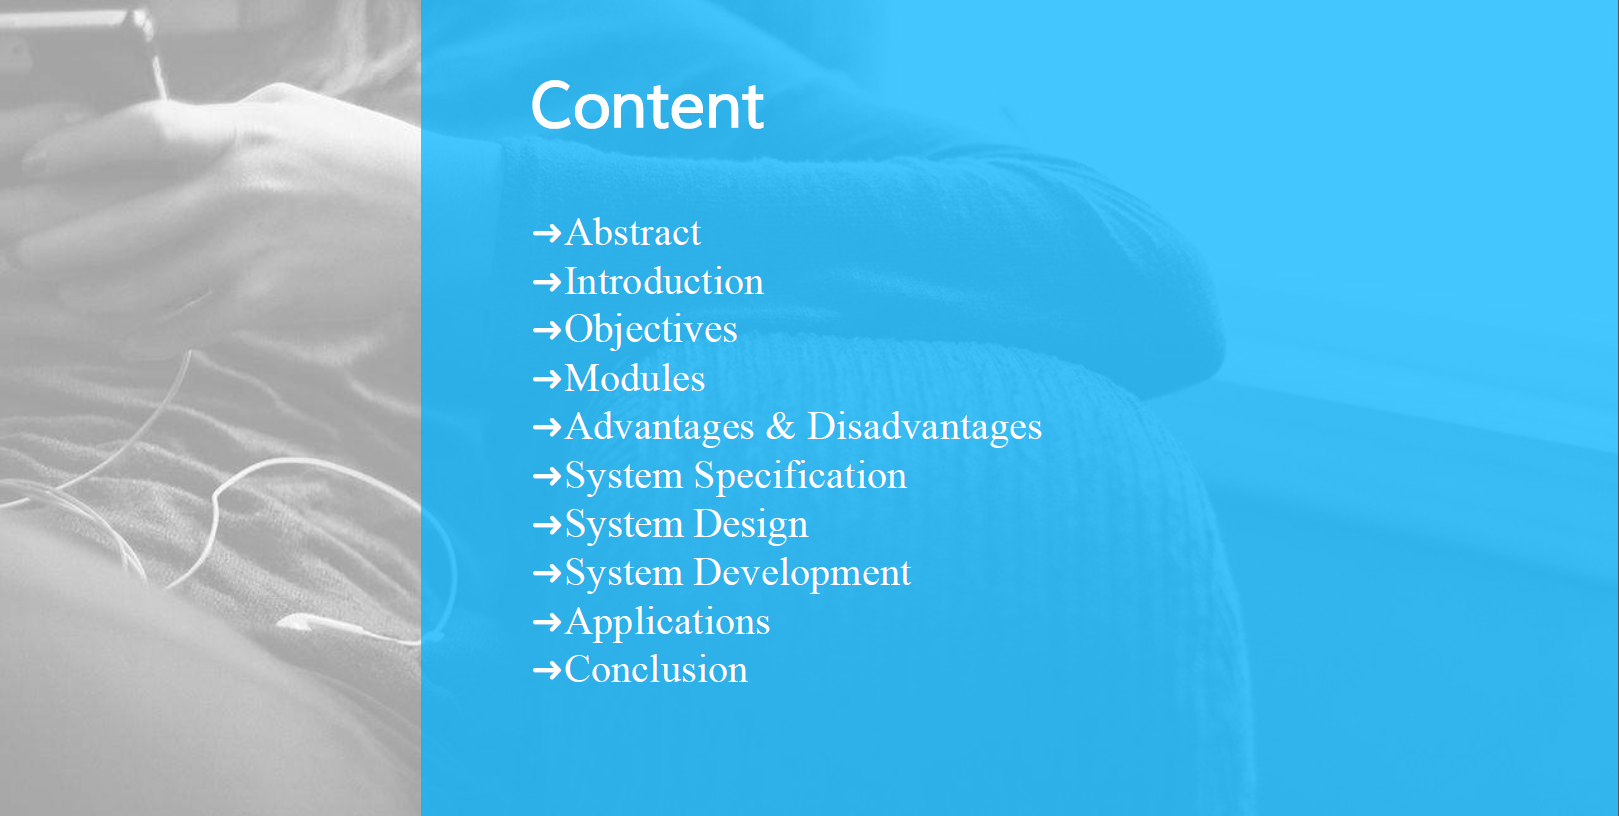 Content
➔Abstract
➔Introduction
➔Objectives
➔Modules
➔Advantages & Disadvantages
➔System Specification
➔System Design
➔System Development
➔Applications
➔Conclusion